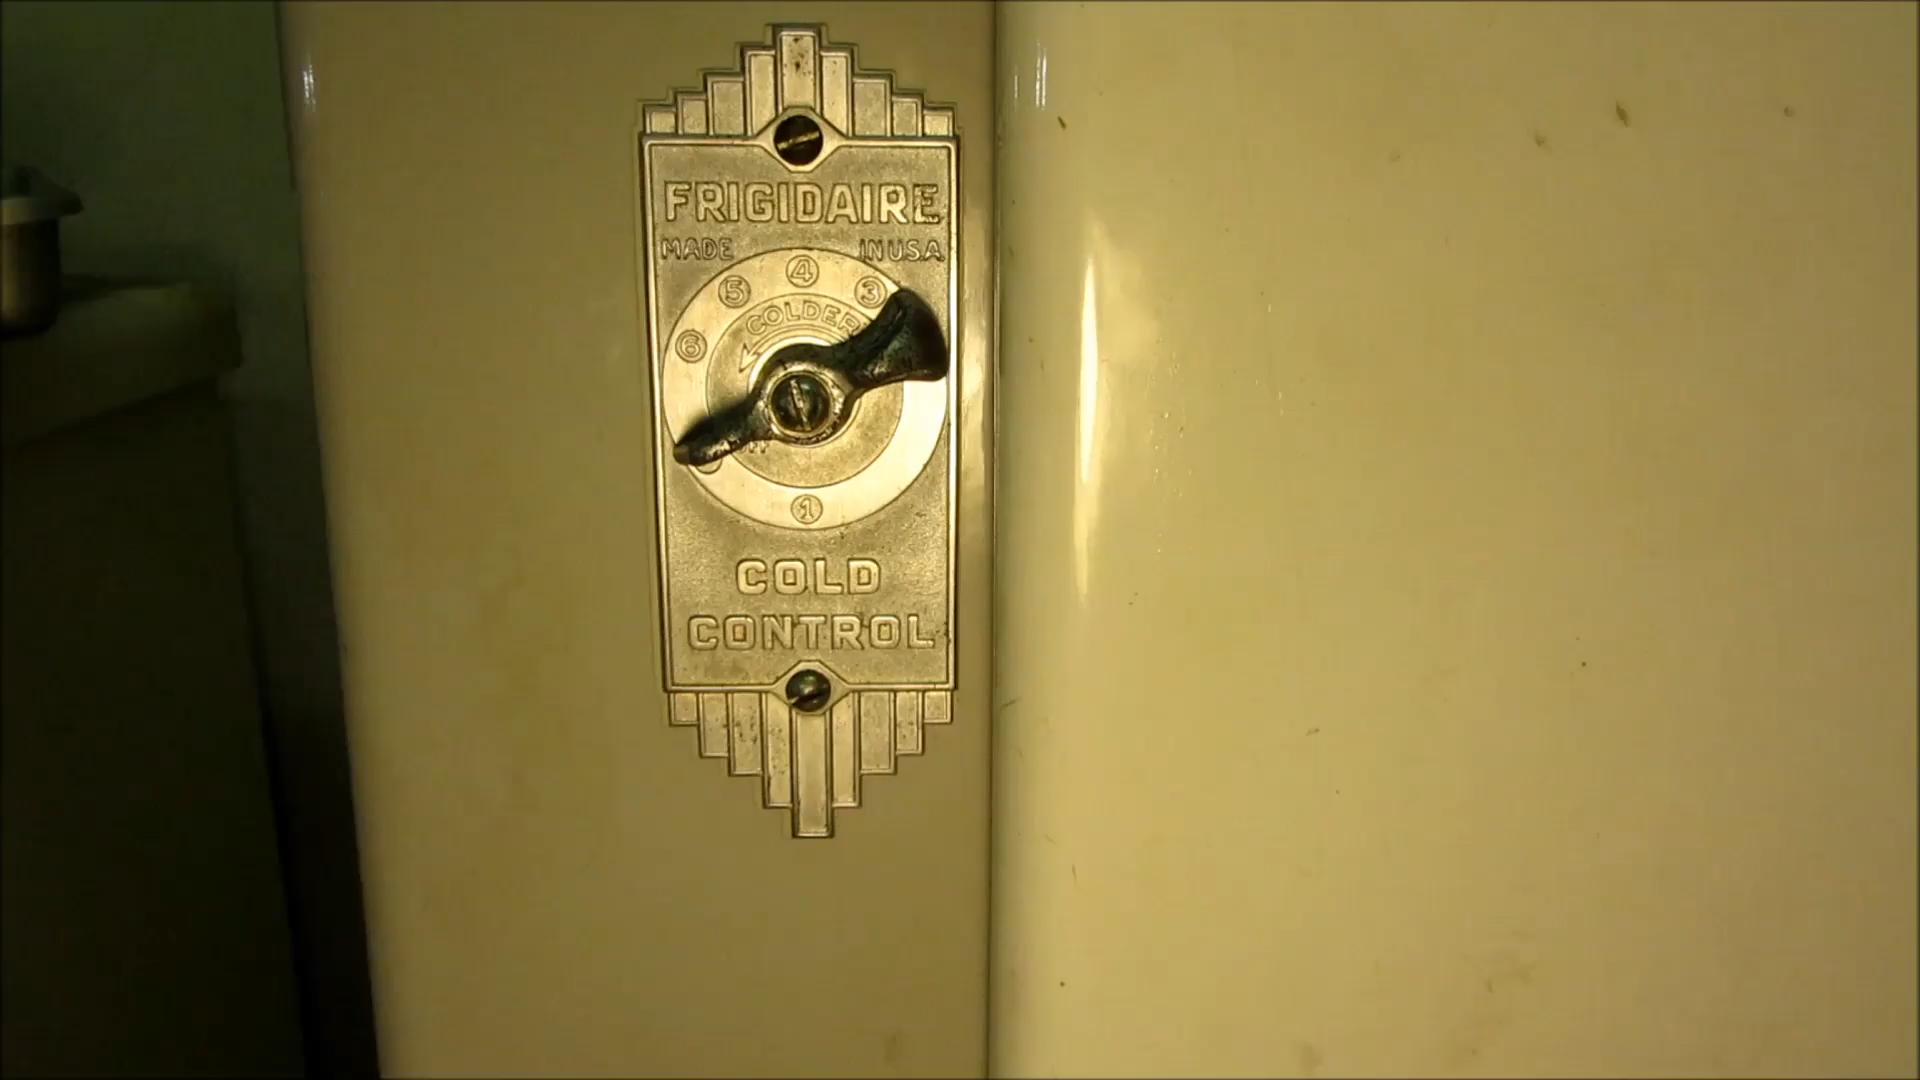 FRIGIDAIRE
MADE IN U.S.A.
4
5 3
COLDER
6
1
COLD
CONTROL